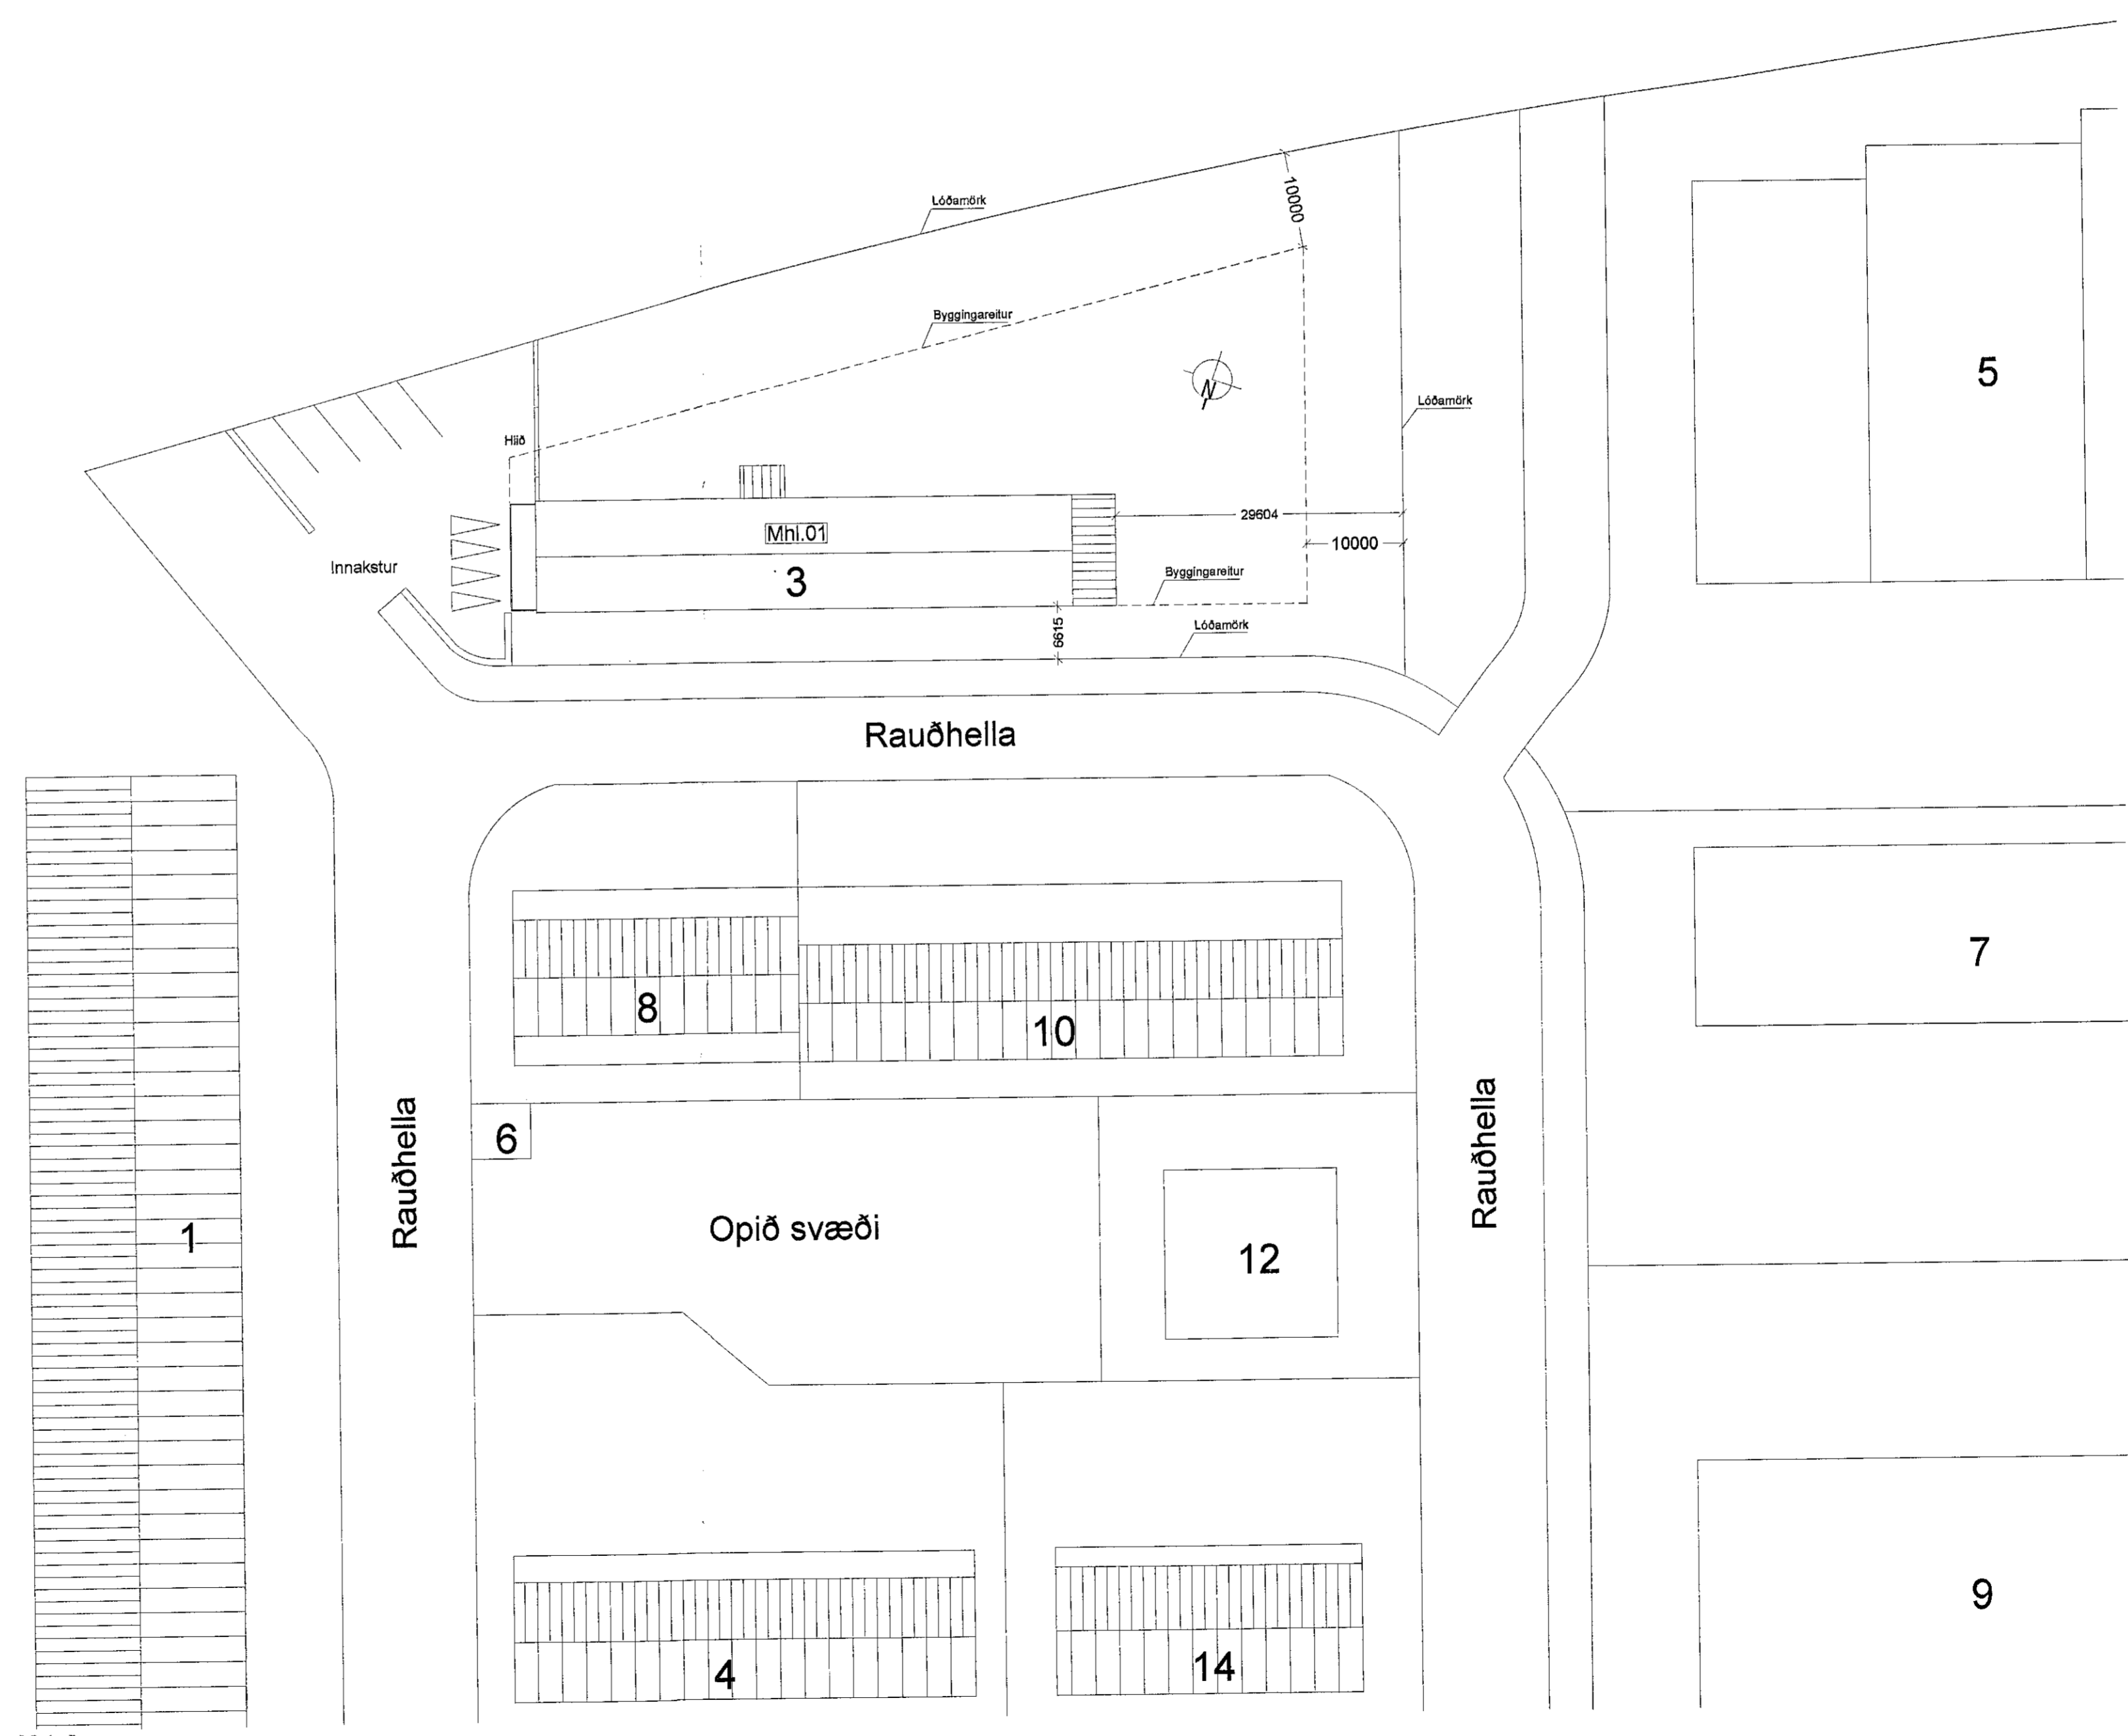 Lóðamörk
10000
Byggingareitur
N
5
Lóðamörk
Hlið
29604
Mhl.01
10000
Innakstur
3
Byggingareitur
Lóðamörk
6615
Rauðhella
7
8
10
Rauðhella
6
Rauðhella
Opið svæði
1
12
9
4
14